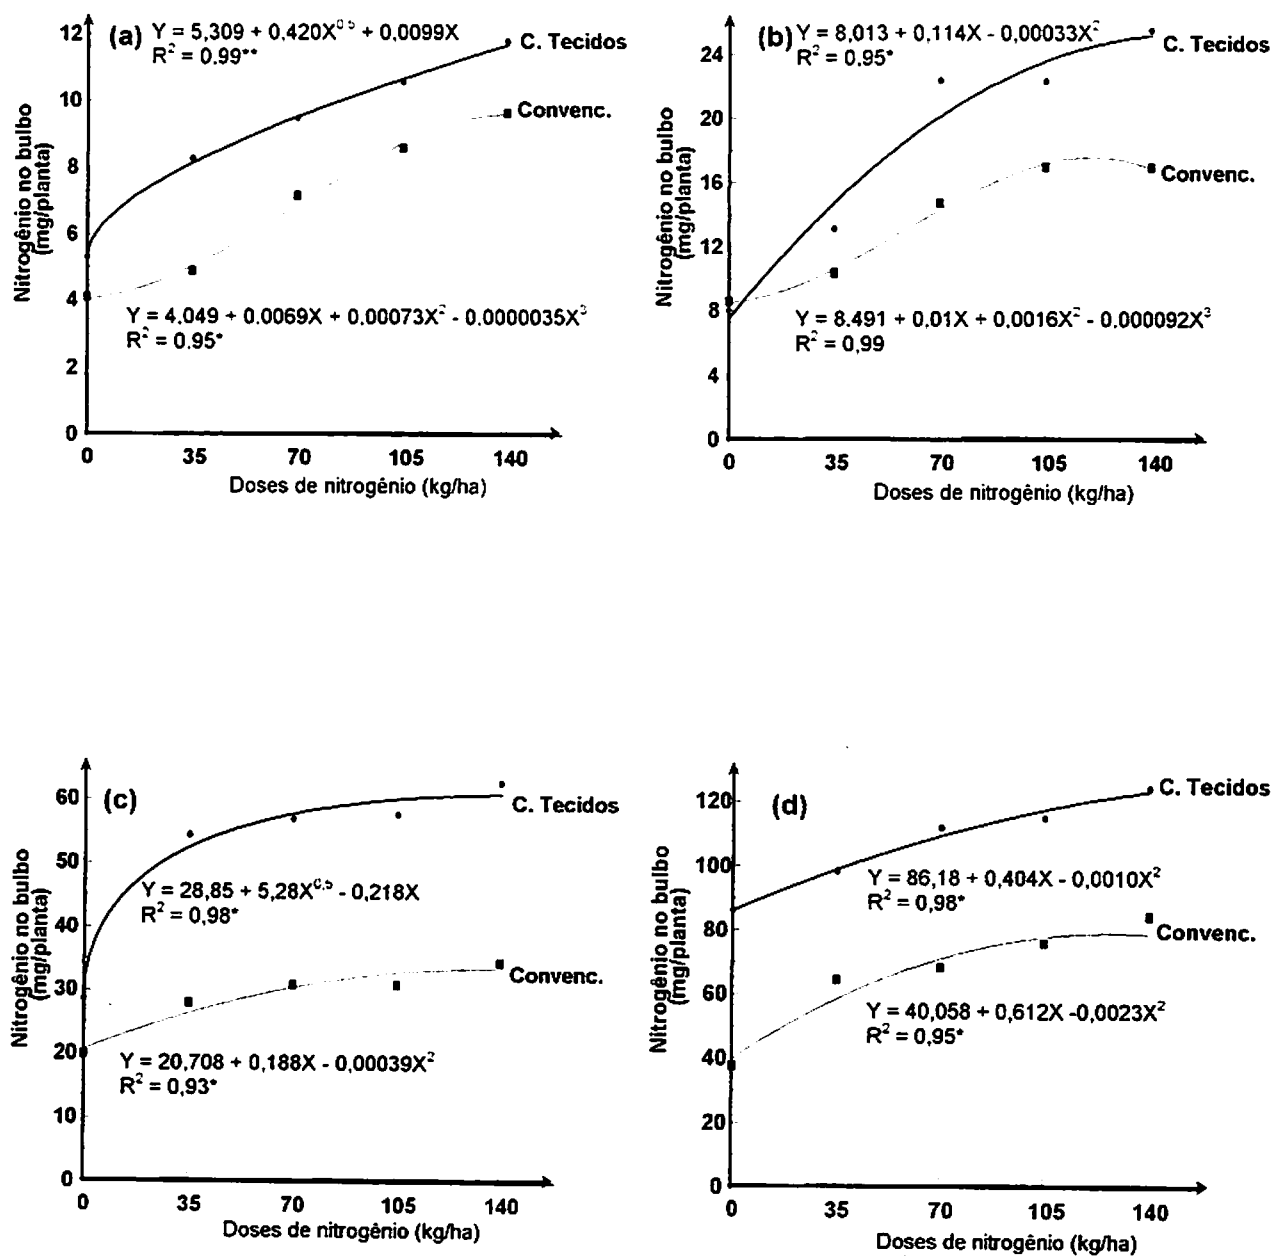 (a) Y = 5,309 + 0,420X^0,5 + 0,0099X
R² = 0,99**
C. Tecidos
Convenc.
Y = 4.049 + 0.0069X + 0.00073X² - 0.0000035X³
R² = 0.95*
Nitrogênio no bulbo
(mg/planta)
12
10
8
6
4
2
0
0 35 70 105 140
Doses de nitrogênio (kg/ha)
(b) Y = 8,013 + 0,114X - 0,00033X²
R² = 0,95*
C. Tecidos
Convenc.
Y = 8.491 + 0,01X + 0,0016X² - 0.000092X³
R² = 0,99
Nitrogênio no bulbo
(mg/planta)
24
20
16
12
8
4
0
0 35 70 105 140
Doses de nitrogênio (kg/ha)
(c)
C. Tecidos
Y = 28,85 + 5,28X^0,5 - 0,218X
R² = 0,98*
Convenc.
Y = 20,708 + 0,188X - 0,00039X²
R² = 0,93*
Nitrogênio no bulbo
(mg/planta)
60
50
40
30
20
10
0
0 35 70 105 140
Doses de nitrogênio (kg/ha)
(d)
C. Tecidos
Y = 86,18 + 0,404X - 0,0010X²
R² = 0,98*
Convenc.
Y = 40,058 + 0,612X -0,0023X²
R² = 0,95*
Nitrogênio no bulbo
(mg/planta)
120
100
80
60
40
20
0
0 35 70 105 140
Doses de nitrogênio (kg/ha)